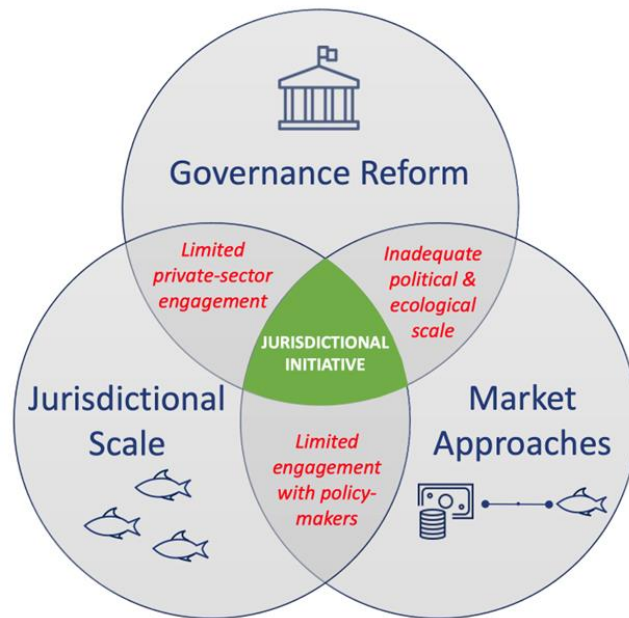 Governance Reform
Limited
private-sector
engagement
Inadequate
political &
ecological
scale
JURISDICTIONAL
INITIATIVE
Jurisdictional
Scale
Market
Approaches
Limited
engagement
with policy-
makers